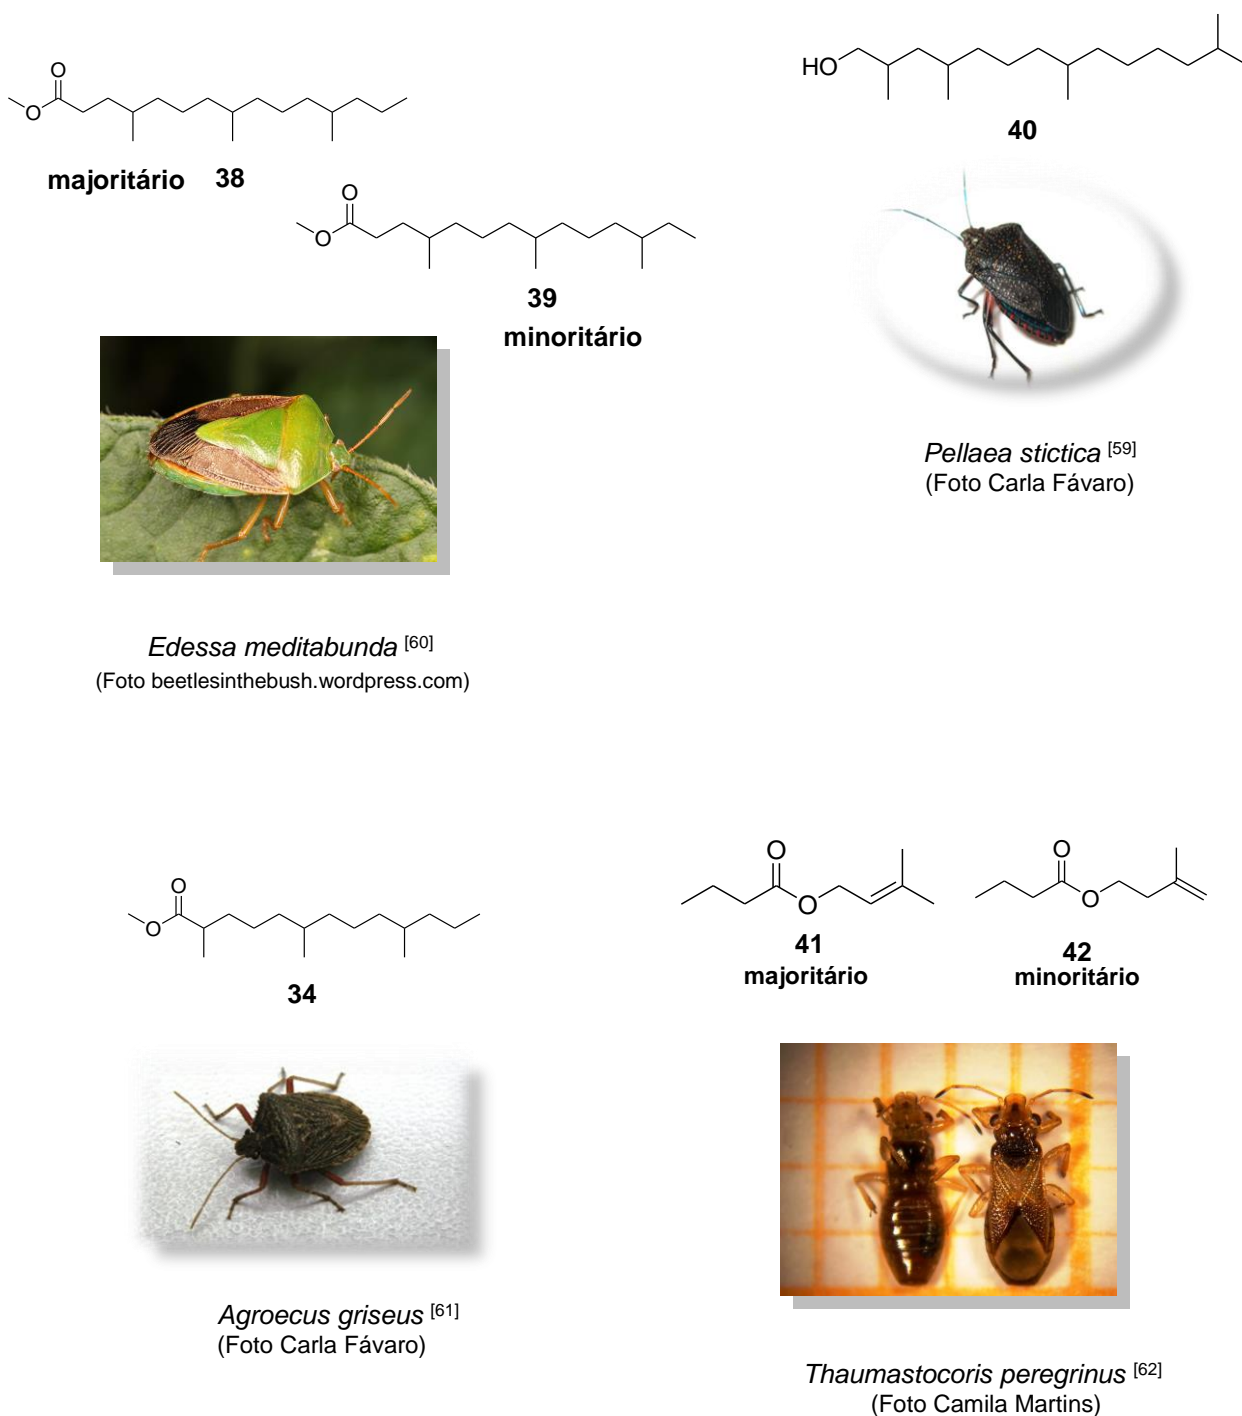 O
O
majoritário 38
O
O
39
minoritário
HO
40
Edessa meditabunda [60]
(Foto beetlesinthebush.wordpress.com)
Pellaea stictica [59]
(Foto Carla Fávaro)
O
O
34
Agroecus griseus [61]
(Foto Carla Fávaro)
O
O
41
majoritário
O
O
42
minoritário
Thaumastocoris peregrinus [62]
(Foto Camila Martins)